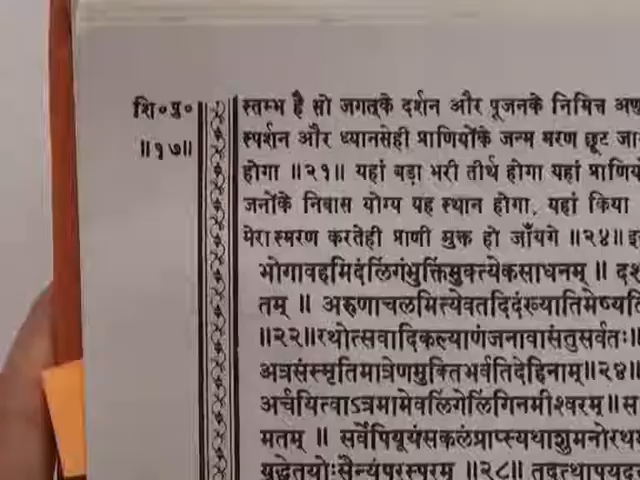 शि॰पु॰
॥१७॥
स्तम्भ है सो जगत्के दर्शन और पूजनके निमित्त
स्पर्शन और ध्यानसेही प्राणियोंके जन्म मरण छूट
होगा ॥२१॥ यहां बड़ा भरी तीर्थ होगा यहां
जनोंके निवास योग्य यह स्थान होगा, यहां किया
मेरा स्मरण करतेही प्राणी मुक्त हो जाँयगे ॥२४॥
भोगावहमिदंलिंगंभुक्तिमुक्त्येकसाधनम् ॥
तम् ॥ अरुणाचलमित्येवतदिदंख्यातिमेष्यति
॥२२॥रथोत्सवादिकल्याणंजनावासंतुसर्वतः॥
अत्रसंस्मृतिमात्रेणमुक्तिर्भवतिदेहिनाम्॥२४॥
अर्चयित्वाऽत्रमामेवलिंगेलिंगिनमीश्वरम्॥
मतम् ॥ सर्वेपियूयंसकलंप्राप्स्यथाशुमनोरथम
युद्धेतयोःसैन्यंपरस्परम् ॥२८॥